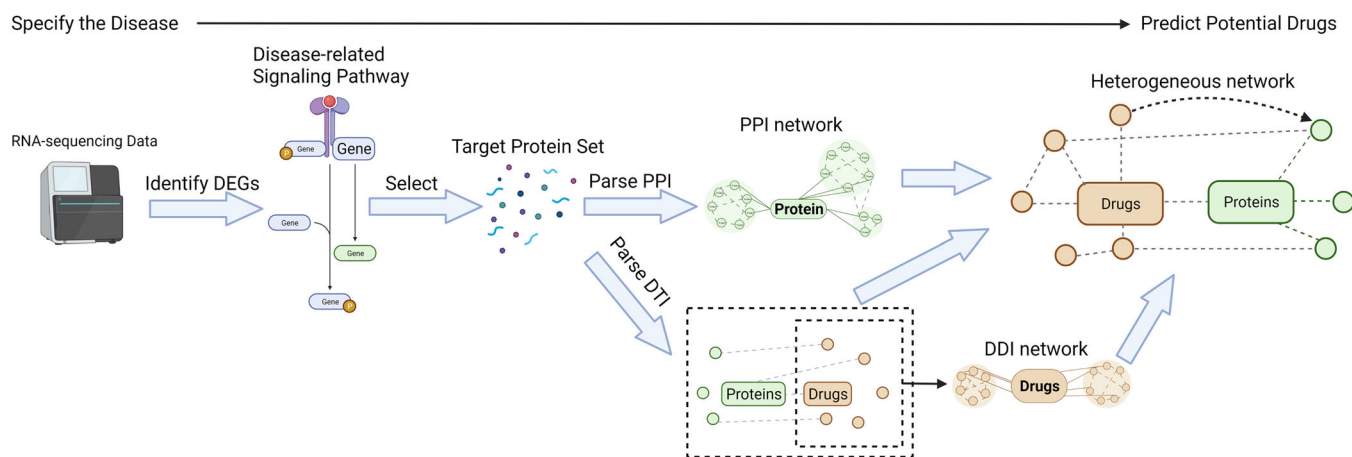 Specify the Disease
Predict Potential Drugs
Disease-related
Signaling Pathway
Heterogeneous network
RNA-sequencing Data
Gene
Gene
P
Target Protein Set
PPI network
Identify DEGs
Select
Parse PPI
Protein
Drugs
Proteins
Gene
Gene
Parse DTI
Gene
P
DDI network
Proteins
Drugs
Drugs